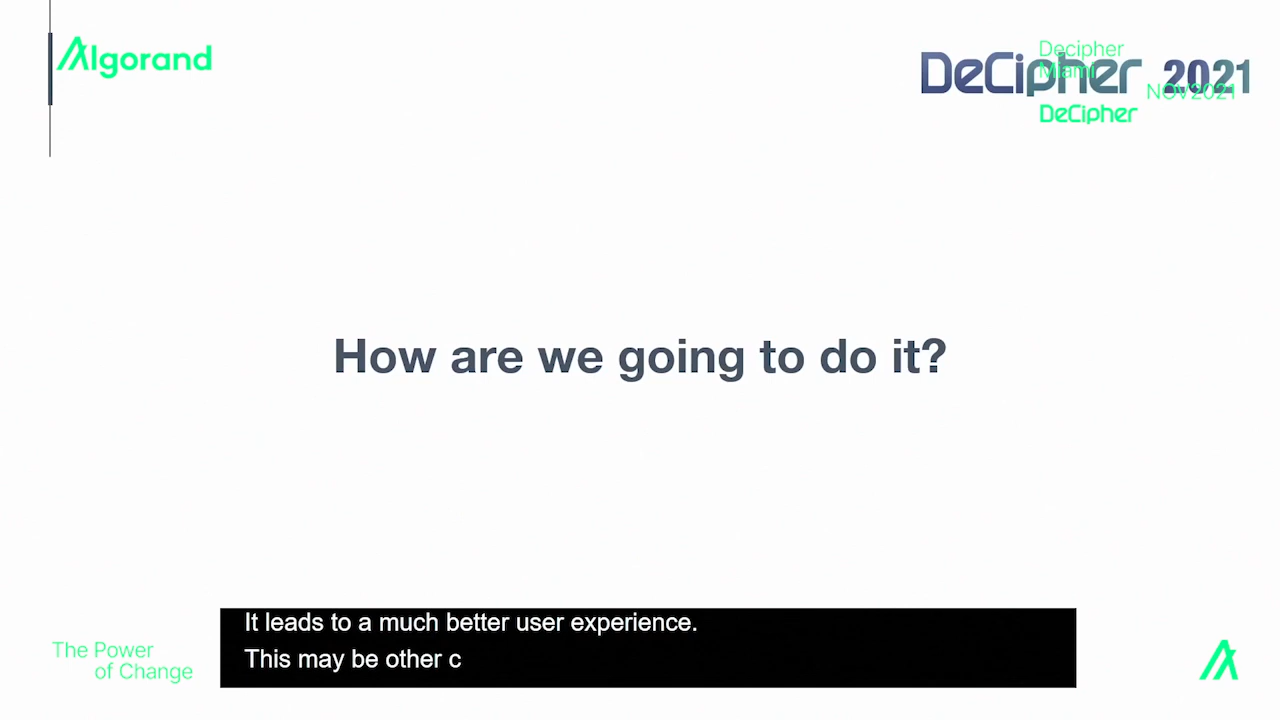 Algorand
DeCipher 2021
Decipher
Miami
NOV2021
DeCipher
How are we going to do it?
It leads to a much better user experience.
This may be other c
The Power
of Change